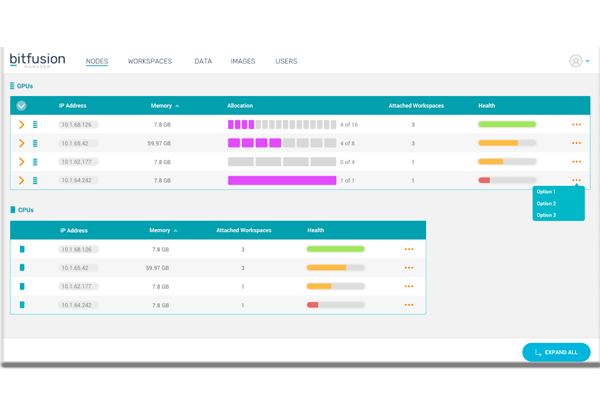 bitfusion
MANAGER
NODES WORKSPACES DATA IMAGES USERS
GPUs
IP Address Memory Allocation Attached Workspaces Health
10.1.68.126 7.8 GB 4 of 16 3
10.1.65.42 59.97 GB 4 of 8 3
10.1.62.177 7.8 GB 0 of 4 1
10.1.64.242 7.8 GB 1 of 1 1
Option 1
Option 2
Option 3
CPUs
IP Address Memory Attached Workspaces Health
10.1.68.126 7.8 GB 3
10.1.65.42 59.97 GB 3
10.1.62.177 7.8 GB 1
10.1.64.242 7.8 GB 1
EXPAND ALL